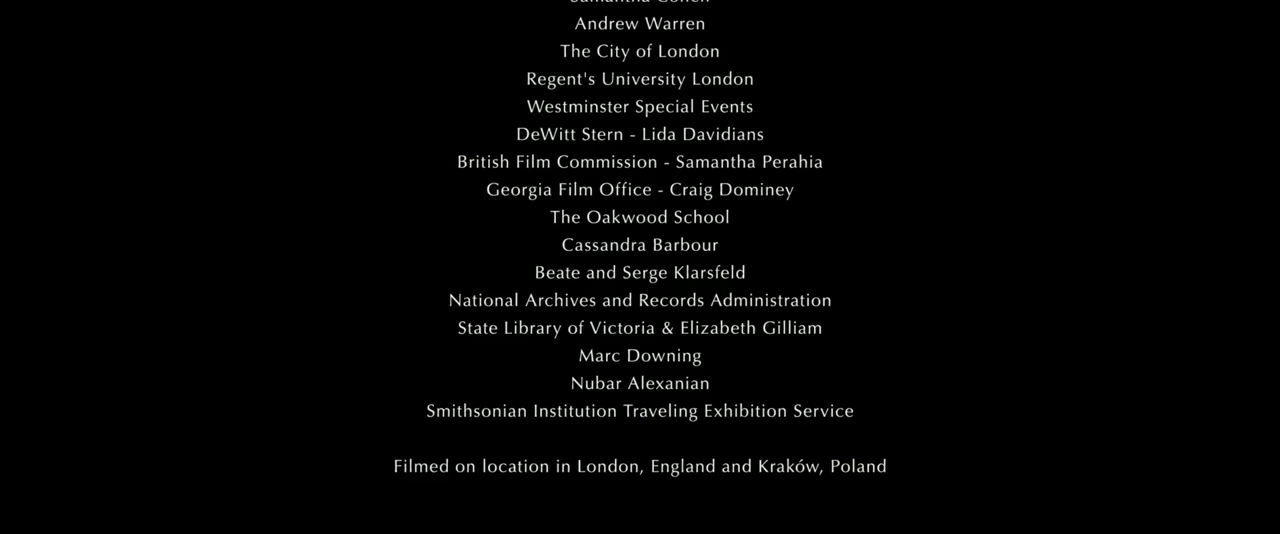 Andrew Warren
The City of London
Regent's University London
Westminster Special Events
DeWitt Stern - Lida Davidians
British Film Commission - Samantha Perahia
Georgia Film Office - Craig Dominey
The Oakwood School
Cassandra Barbour
Beate and Serge Klarsfeld
National Archives and Records Administration
State Library of Victoria & Elizabeth Gilliam
Marc Downing
Nubar Alexanian
Smithsonian Institution Traveling Exhibition Service
Filmed on location in London, England and Kraków, Poland